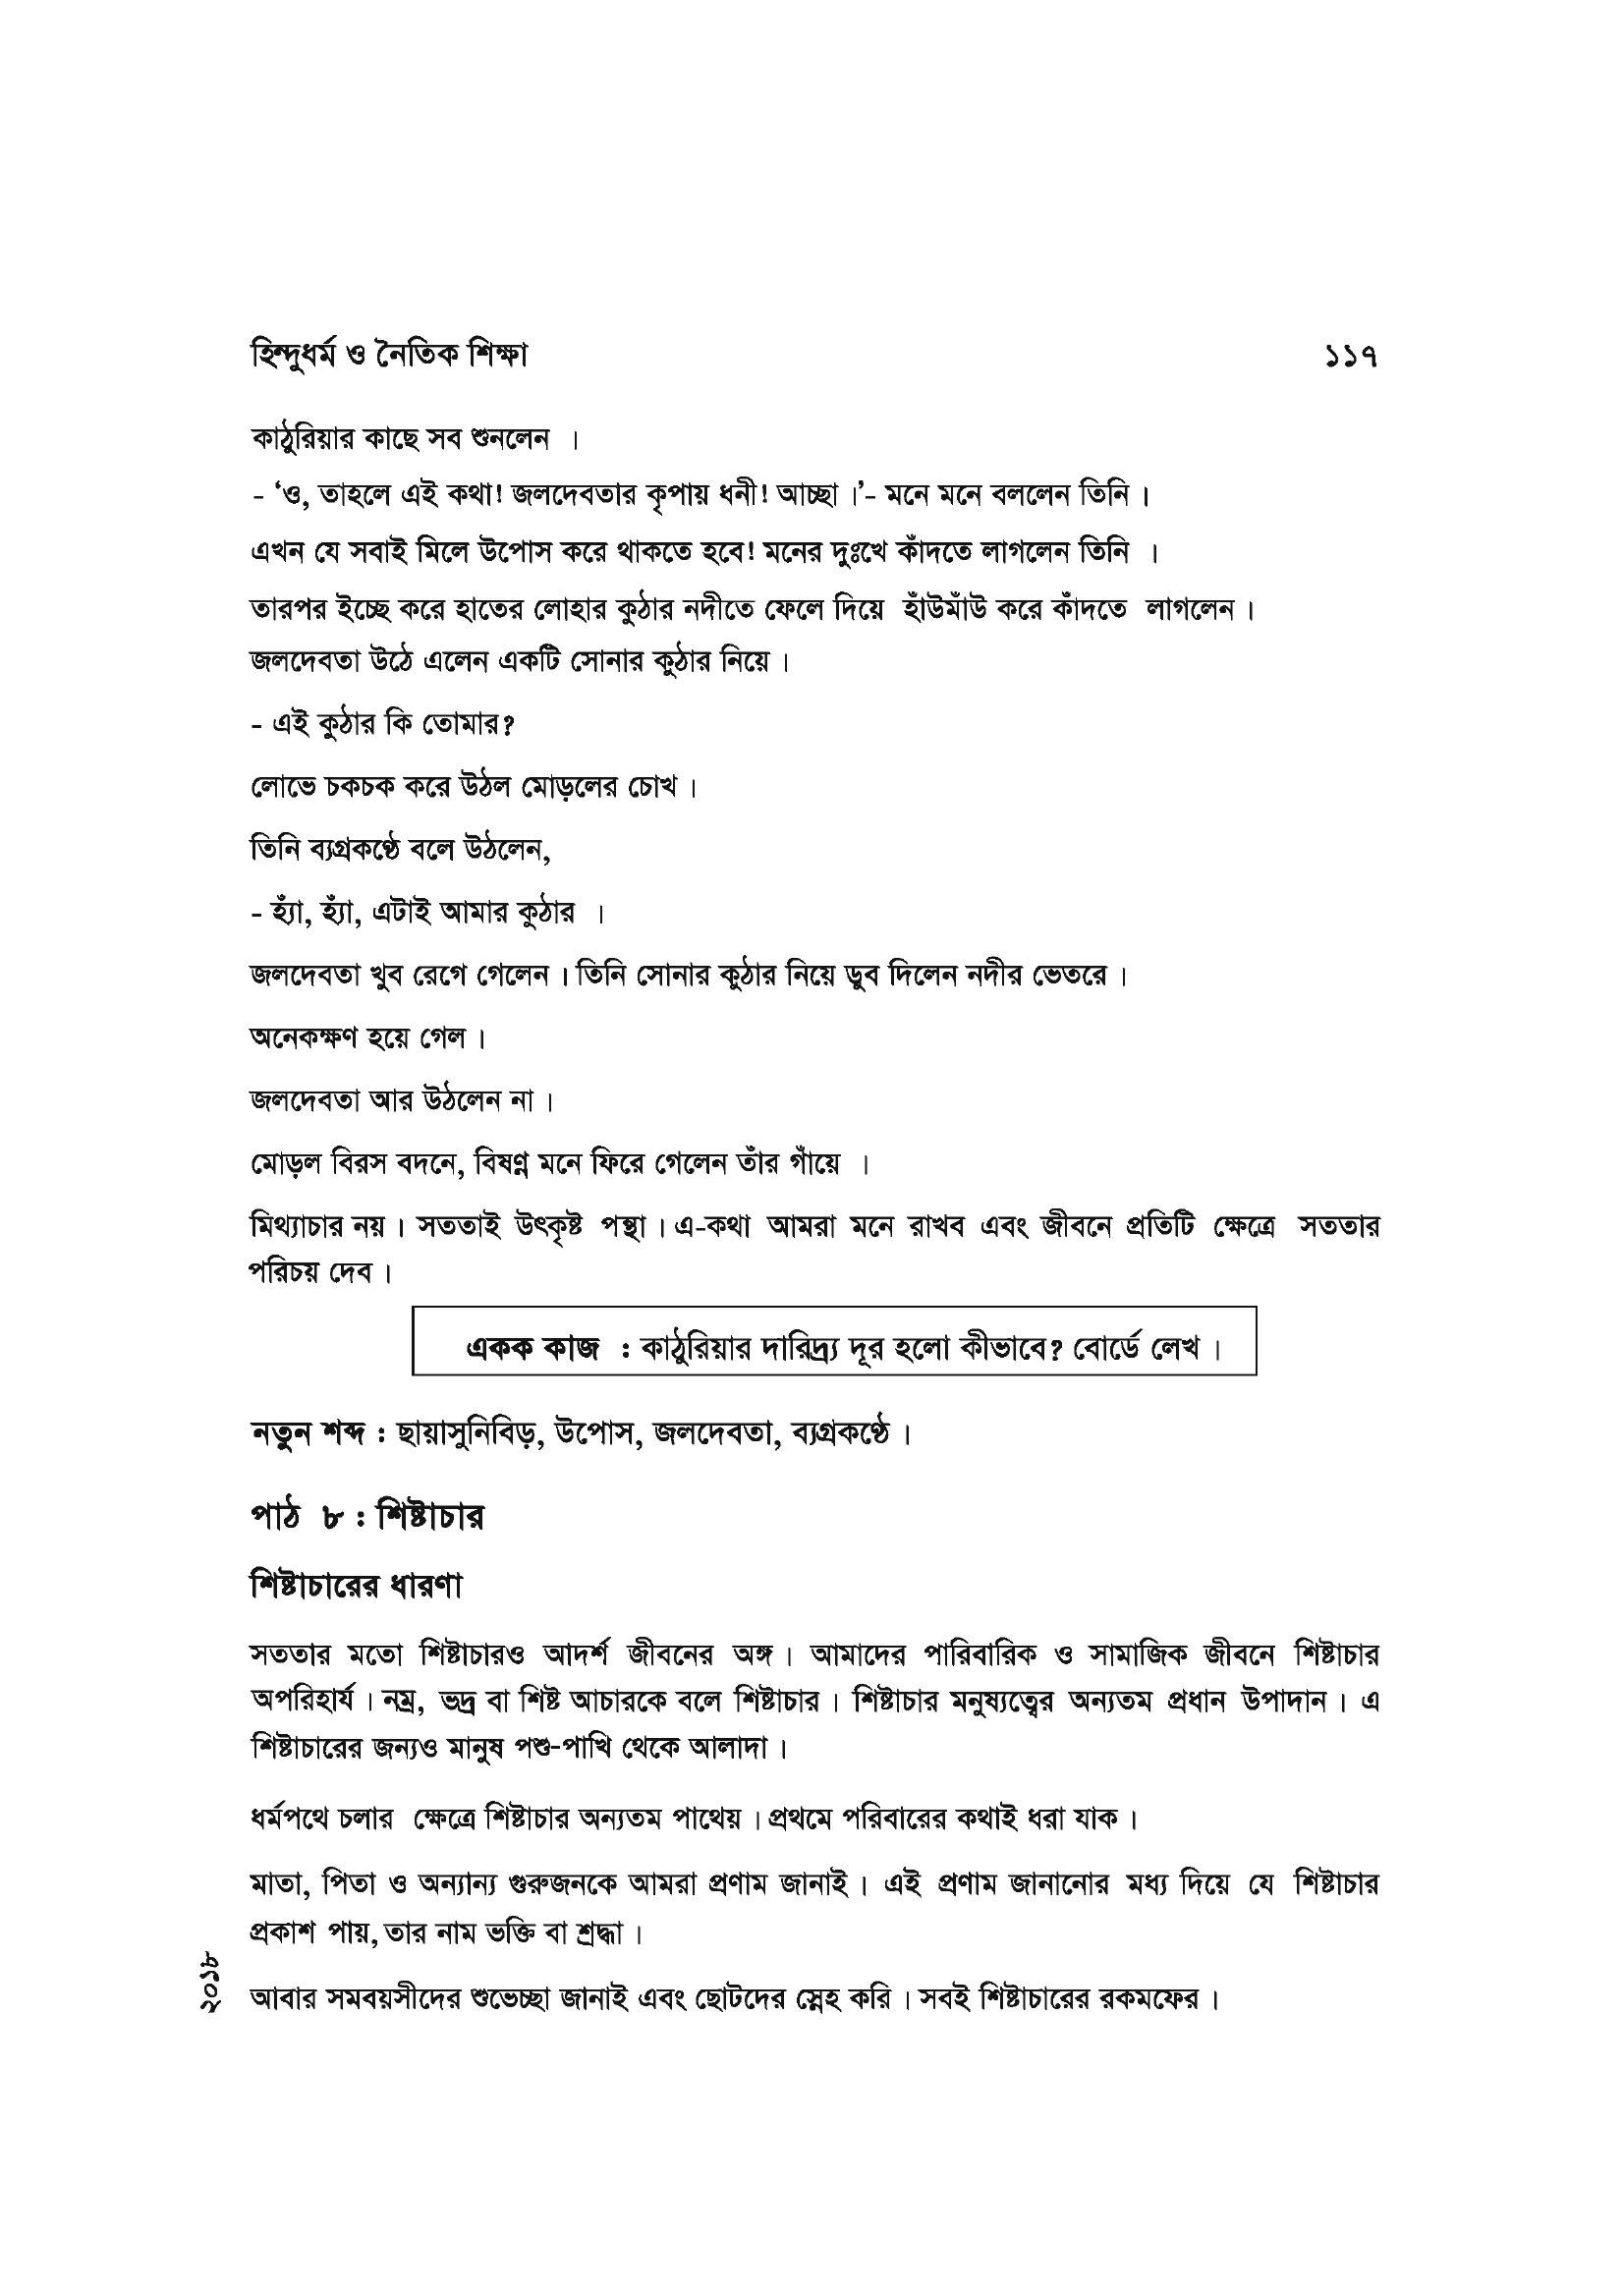 হিন্দুধর্ম ও নৈতিক শিক্ষা ১১৭
কাঠুরিয়ার কাছে সব শুনলেন ।
- ‘ও, তাহলে এই কথা! জলদেবতার কৃপায় ধনী! আচ্ছা।’- মনে মনে বললেন তিনি।
এখন যে সবাই মিলে উপোস করে থাকতে হবে! মনের দুঃখে কাঁদতে লাগলেন তিনি ।
তারপর ইচ্ছে করে হাতের লোহার কুঠার নদীতে ফেলে দিয়ে হাঁউমাঁউ করে কাঁদতে লাগলেন।
জলদেবতা উঠে এলেন একটি সোনার কুঠার নিয়ে।
- এই কুঠার কি তোমার?
লোভে চকচক করে উঠল মোড়লের চোখ।
তিনি ব্যগ্রকণ্ঠে বলে উঠলেন,
- হ্যাঁ, হ্যাঁ, এটাই আমার কুঠার ।
জলদেবতা খুব রেগে গেলেন। তিনি সোনার কুঠার নিয়ে ডুব দিলেন নদীর ভেতরে।
অনেকক্ষণ হয়ে গেল।
জলদেবতা আর উঠলেন না।
মোড়ল বিরস বদনে, বিষণ্ন মনে ফিরে গেলেন তাঁর গাঁয়ে ।
মিথ্যাচার নয়। সততাই উৎকৃষ্ট পন্থা। এ-কথা আমরা মনে রাখব এবং জীবনে প্রতিটি ক্ষেত্রে সততার
পরিচয় দেব।
একক কাজ : কাঠুরিয়ার দারিদ্র্য দূর হলো কীভাবে? বোর্ডে লেখ।
নতুন শব্দ : ছায়াসুনিবিড়, উপোস, জলদেবতা, ব্যগ্রকণ্ঠে।
পাঠ ৮ : শিষ্টাচার
শিষ্টাচারের ধারণা
সততার মতো শিষ্টাচারও আদর্শ জীবনের অঙ্গ। আমাদের পারিবারিক ও সামাজিক জীবনে শিষ্টাচার
অপরিহার্য। নম্র, ভদ্র বা শিষ্ট আচারকে বলে শিষ্টাচার। শিষ্টাচার মনুষ্যত্বের অন্যতম প্রধান উপাদান। এ
শিষ্টাচারের জন্যও মানুষ পশু-পাখি থেকে আলাদা।
ধর্মপথে চলার ক্ষেত্রে শিষ্টাচার অন্যতম পাথেয়। প্রথমে পরিবারের কথাই ধরা যাক।
মাতা, পিতা ও অন্যান্য গুরুজনকে আমরা প্রণাম জানাই। এই প্রণাম জানানোর মধ্য দিয়ে যে শিষ্টাচার
প্রকাশ পায়, তার নাম ভক্তি বা শ্রদ্ধা।
আবার সমবয়সীদের শুভেচ্ছা জানাই এবং ছোটদের স্নেহ করি। সবই শিষ্টাচারের রকমফের।
২০১৮